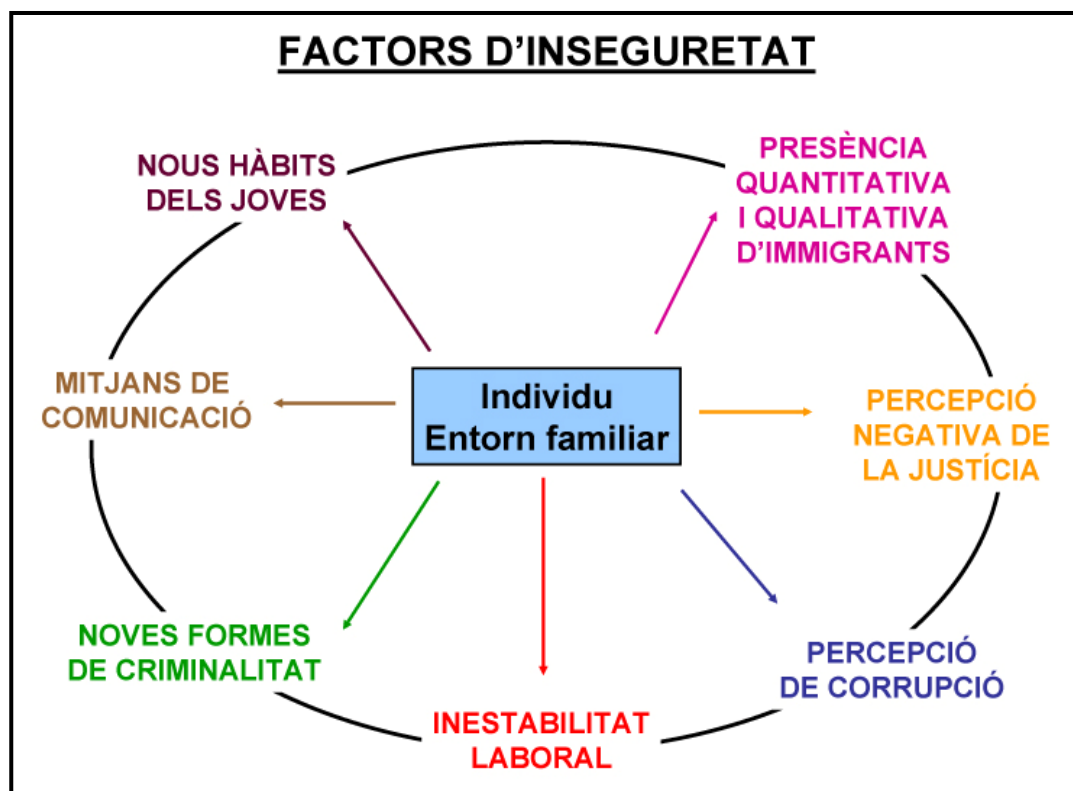 FACTORS D'INSEGURETAT
NOUS HÀBITS
DELS JOVES
PRESÈNCIA
QUANTITATIVA
I QUALITATIVA
D'IMMIGRANTS
MITJANS DE
COMUNICACIÓ
Individu
Entorn familiar
PERCEPCIÓ
NEGATIVA DE
LA JUSTÍCIA
NOVES FORMES
DE CRIMINALITAT
INESTABILITAT
LABORAL
PERCEPCIÓ
DE CORRUPCIÓ